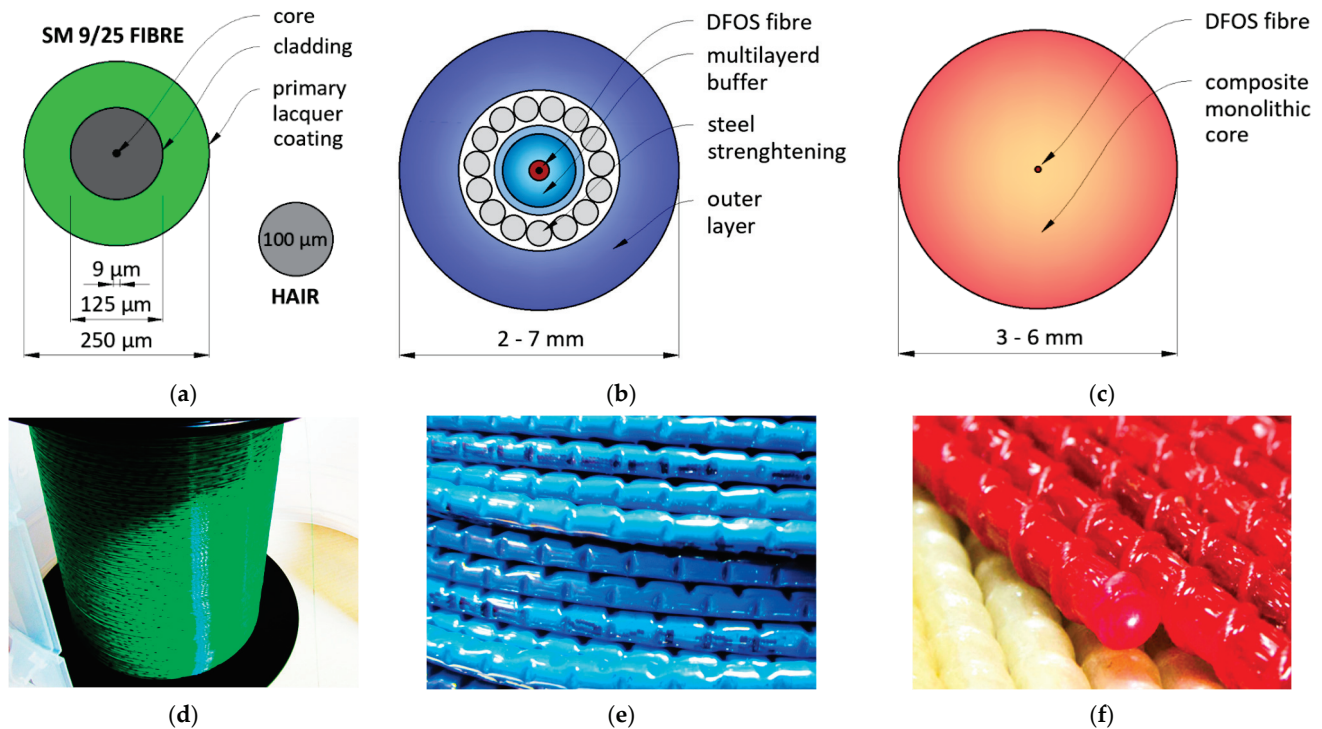 SM 9/25 FIBRE
core
cladding
primary
lacquer
coating
100 µm
HAIR
9 µm
125 µm
250 µm
(a)
DFOS fibre
multilayerd
buffer
steel
strenghtening
outer
layer
2 - 7 mm
(b)
DFOS fibre
composite
monolithic
core
3 - 6 mm
(c)
(d)
(e)
(f)